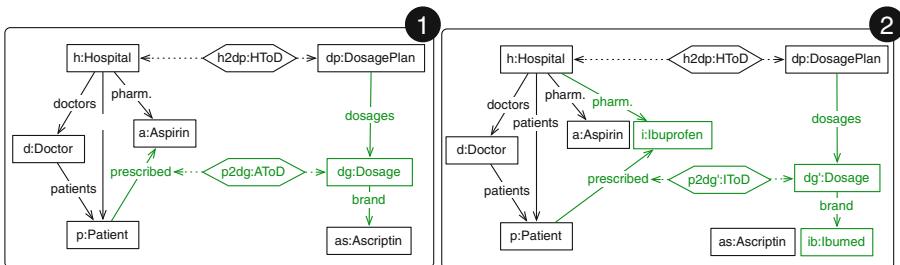 1
h:Hospital h2dp:HToD dp:DosagePlan
doctors pharm.
dosages
a:Aspirin
d:Doctor
prescribed p2dg:AToD dg:Dosage
patients
brand
p:Patient as:Ascriptin
2
h:Hospital h2dp:HToD dp:DosagePlan
doctors pharm.
patients dosages
a:Aspirin i:Ibuprofen
d:Doctor
prescribed p2dg':IToD dg':Dosage
patients
brand
p:Patient as:Ascriptin ib:Ibumed